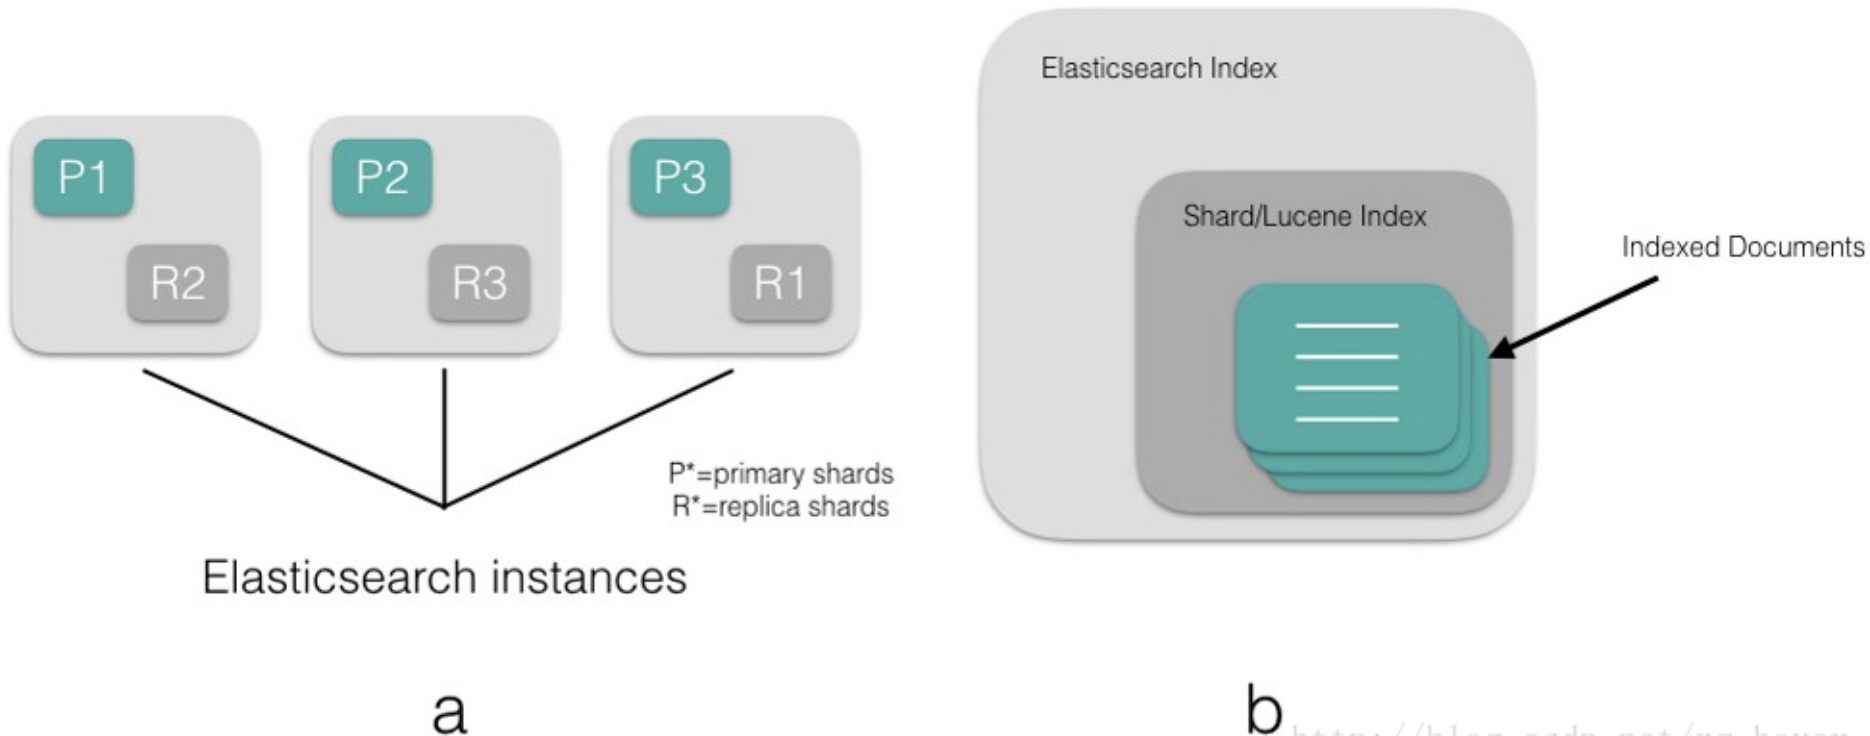 P1
R2
P2
R3
P3
R1
P*=primary shards
R*=replica shards
Elasticsearch instances
a
Elasticsearch Index
Shard/Lucene Index
Indexed Documents
b